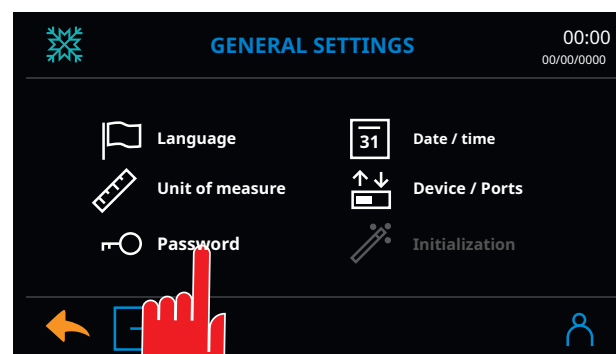 GENERAL SETTINGS
00:00
00/00/0000
Language
31
Date / time
Unit of measure
Device / Ports
Password
Initialization